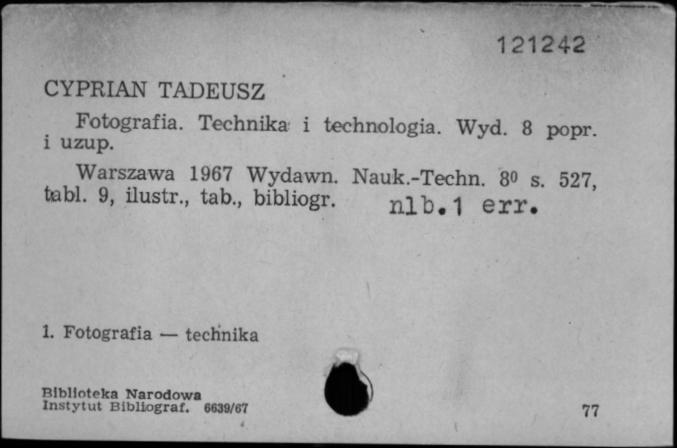 121242
CYPRIAN TADEUSZ
Fotografia. Technika i technologia. Wyd. 8 popr.
i uzup.
Warszawa 1967 Wydawn. Nauk.-Techn. 8⁰ s. 527,
tabl. 9, ilustr., tab., bibliogr. nlb.1 err.
1. Fotografia — technika
Biblioteka Narodowa
Instytut Bibliograf. 6639/67
77